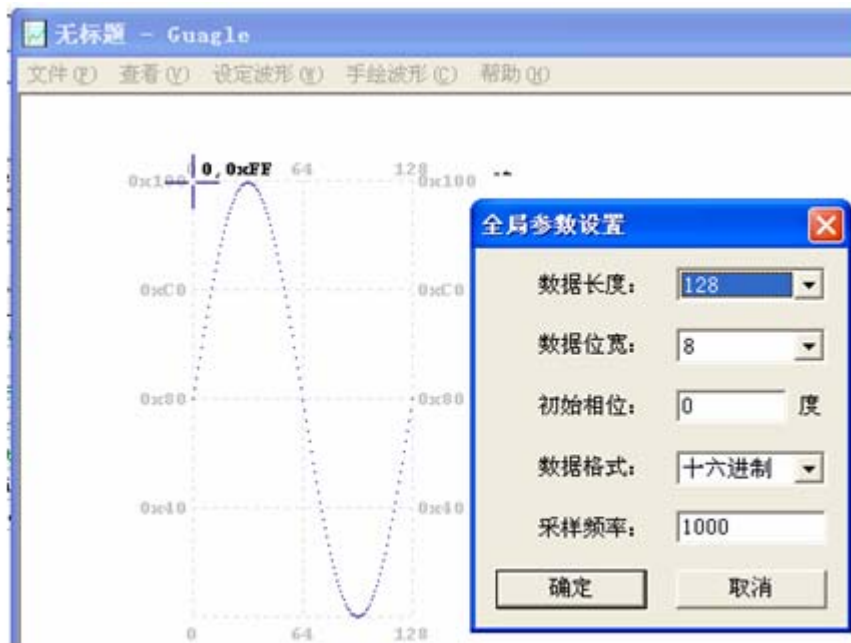 无标题 - Guagle
文件(F) 查看(V) 设定波形(W) 手绘波形(C) 帮助(H)
0,0xFF 64 128
0x100 0x100
0xC0 0xC0
0x80 0x80
0x40 0x40
0 64 128
全局参数设置
数据长度: 128
数据位宽: 8
初始相位: 0 度
数据格式: 十六进制
采样频率: 1000
确定 取消